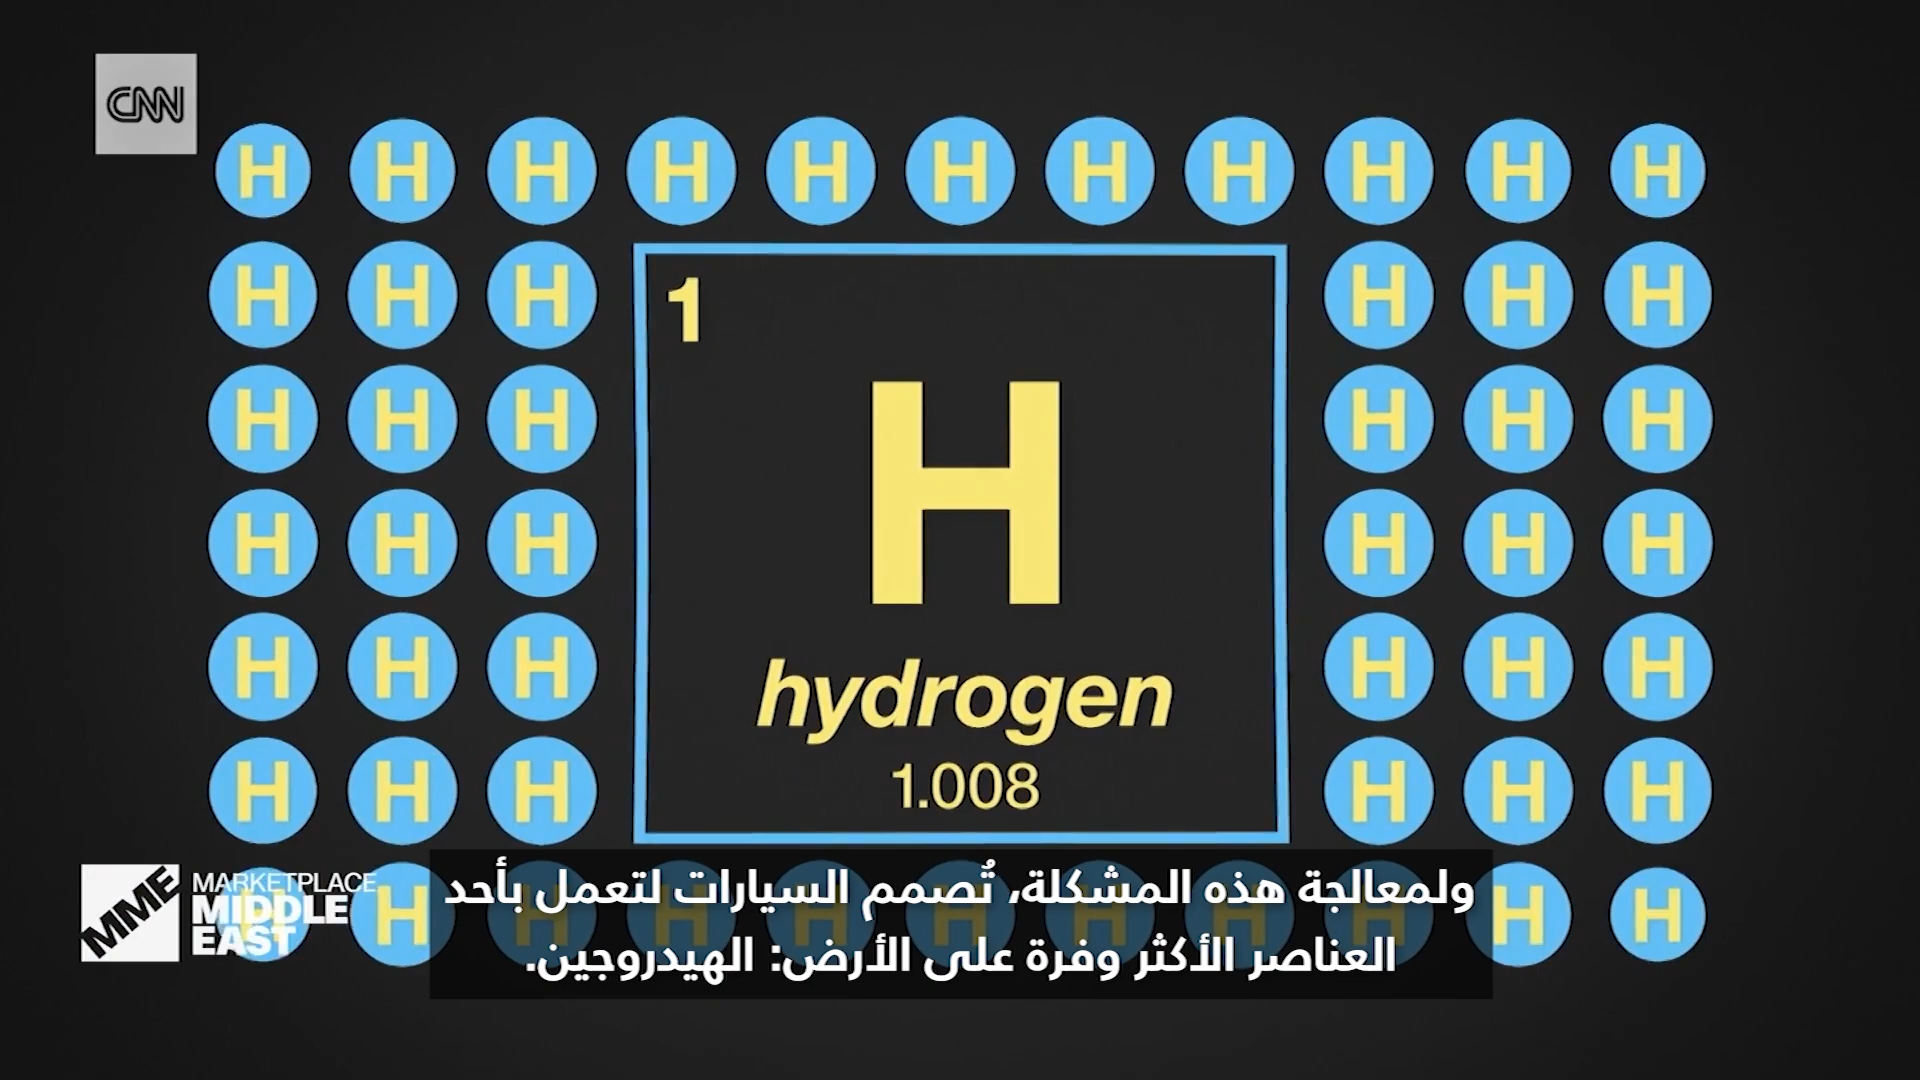 CNN
H H H H H H H H H H H
H H H H H H
1
H H H H H H
H
H H H H H H
H H H H H H
hydrogen
H H H H H H
1.008
H H H H
MME
MARKETPLACE
MIDDLE
EAST
ولمعالجة هذه المشكلة، تُصمم السيارات لتعمل بأحد
العناصر الأكثر وفرة على الأرض: الهيدروجين.